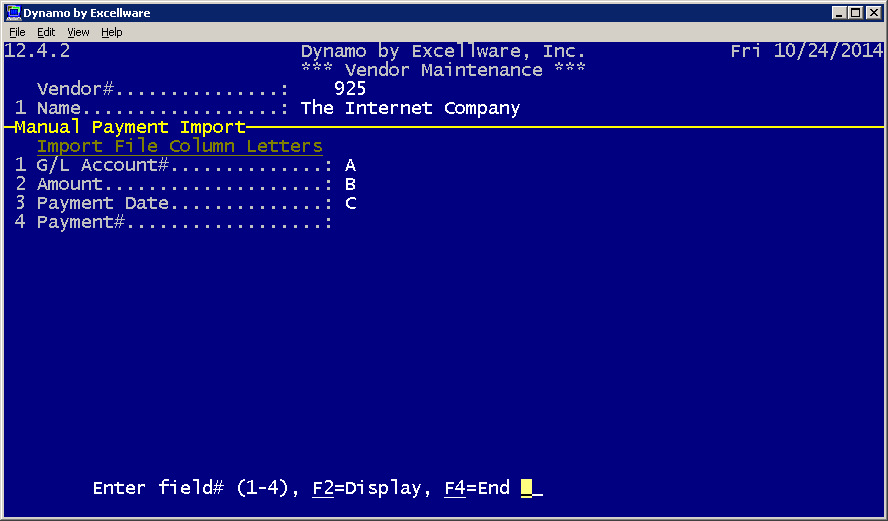 Dynamo by Excellware
File Edit View Help
12.4.2 Dynamo by Excellware, Inc. Fri 10/24/2014
*** Vendor Maintenance ***
Vendor#...............: 925
1 Name..................: The Internet Company
Manual Payment Import
Import File Column Letters
1 G/L Account#..............: A
2 Amount....................: B
3 Payment Date..............: C
4 Payment#..................:
Enter field# (1-4), F2=Display, F4=End